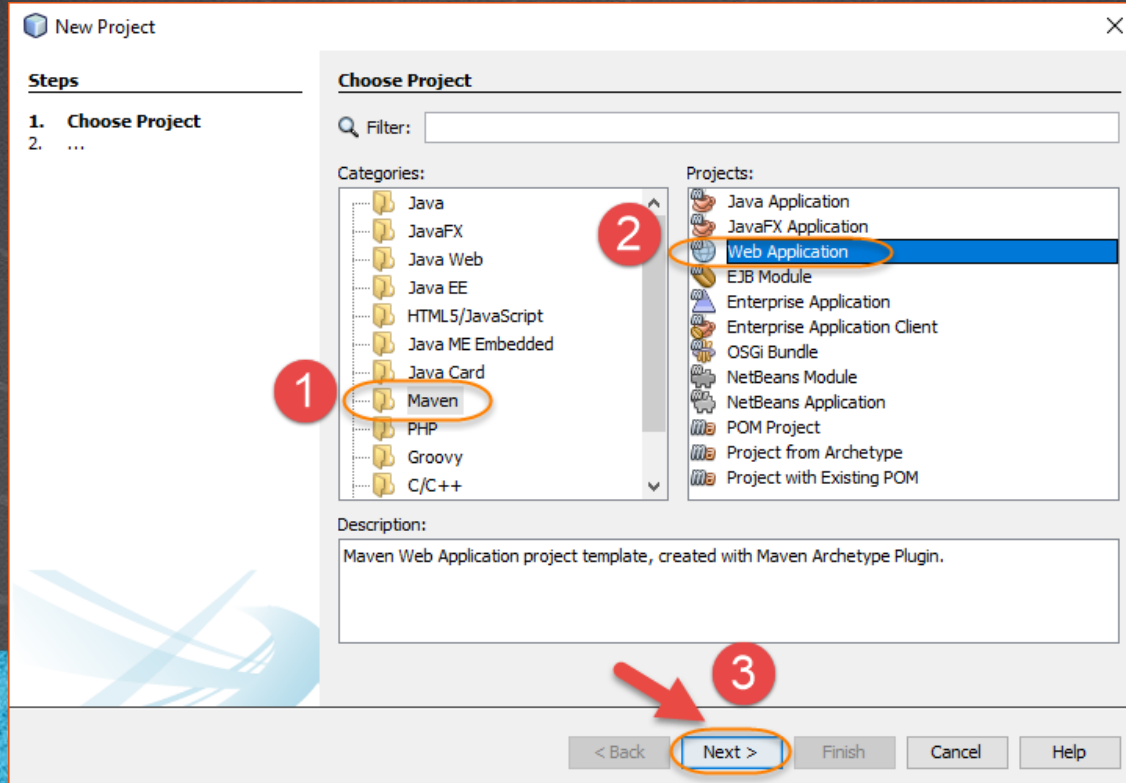 New Project
Steps
1. Choose Project
2. ...
Choose Project
Filter:
Categories:
Java
JavaFX
Java Web
Java EE
HTML5/JavaScript
Java ME Embedded
Java Card
Maven
PHP
Groovy
C/C++
1
Projects:
Java Application
JavaFX Application
Web Application
EJB Module
Enterprise Application
Enterprise Application Client
OSGi Bundle
NetBeans Module
NetBeans Application
POM Project
Project from Archetype
Project with Existing POM
2
Description:
Maven Web Application project template, created with Maven Archetype Plugin.
3
< Back Next > Finish Cancel Help